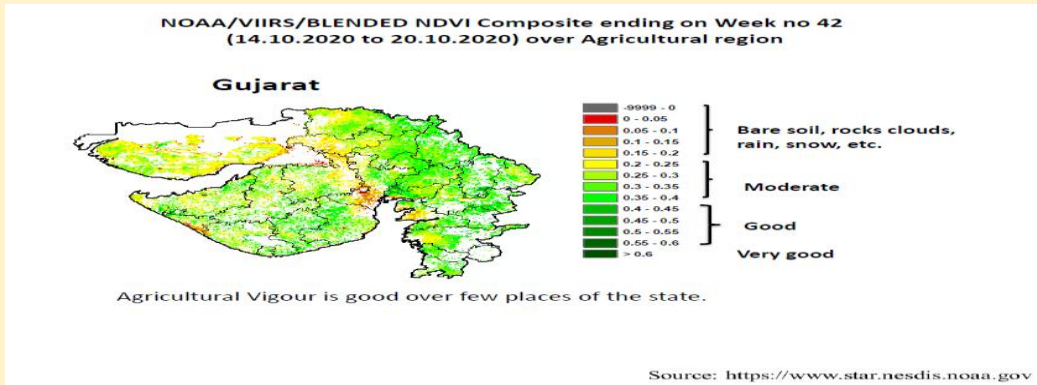 NOAA/VIIRS/BLENDED NDVI Composite ending on Week no 42
(14.10.2020 to 20.10.2020) over Agricultural region
Gujarat
-9999 - 0
0 - 0.05
0.05 - 0.1
0.1 - 0.15
0.15 - 0.2
0.2 - 0.25
0.25 - 0.3
0.3 - 0.35
0.35 - 0.4
0.4 - 0.45
0.45 - 0.5
0.5 - 0.55
0.55 - 0.6
> 0.6
Bare soil, rocks clouds,
rain, snow, etc.
Moderate
Good
Very good
Agricultural Vigour is good over few places of the state.
Source: https://www.star.nesdis.noaa.gov